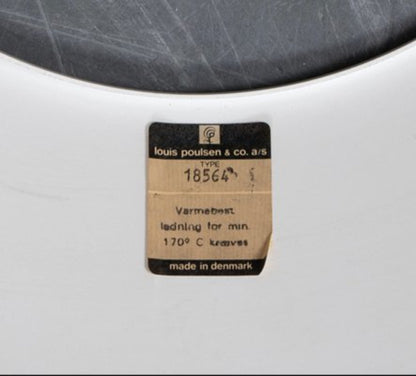 louis poulsen & co. a/s
TYPE
18564
Varmebest.
ledning for min.
170° C kræves
made in denmark